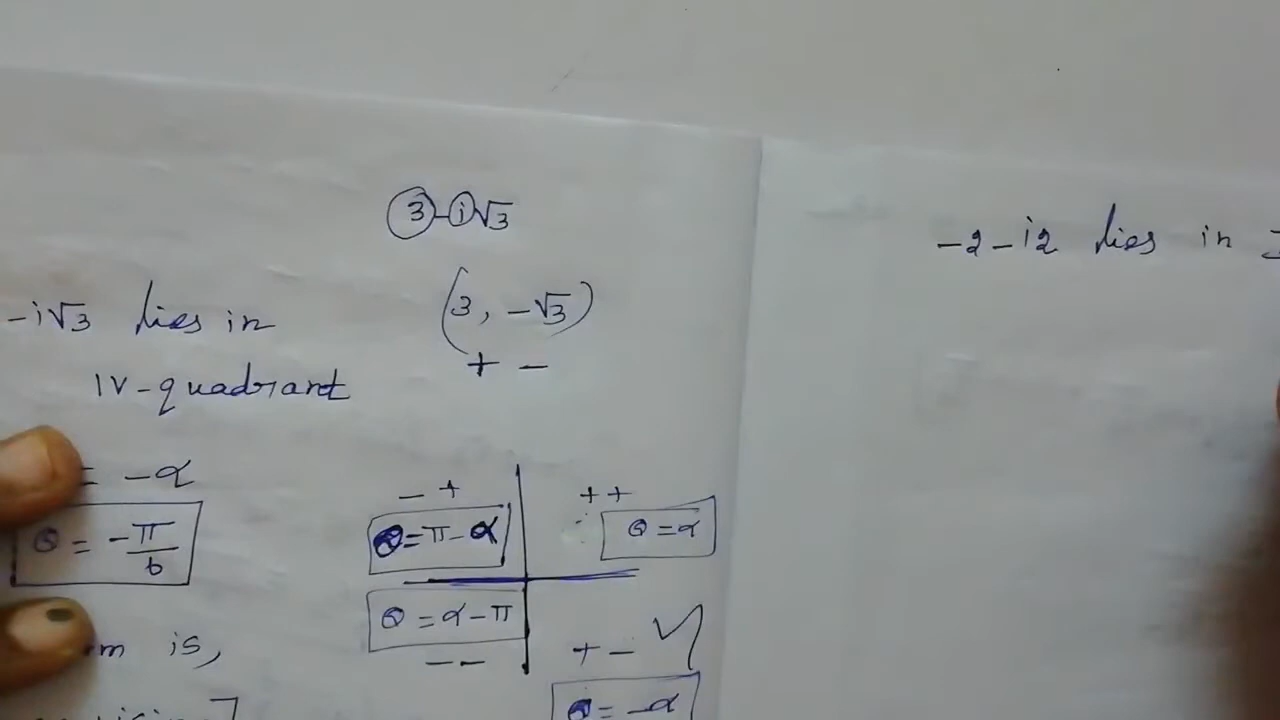 3-i√3
-2-i2 lies in
-i√3 lies in
(3, -√3)
+ -
IV-quadrant
= -α
- +
+ +
θ = -π/6
θ = π-α
θ = α
θ = α-π
+ -
- -
is,
θ = -α